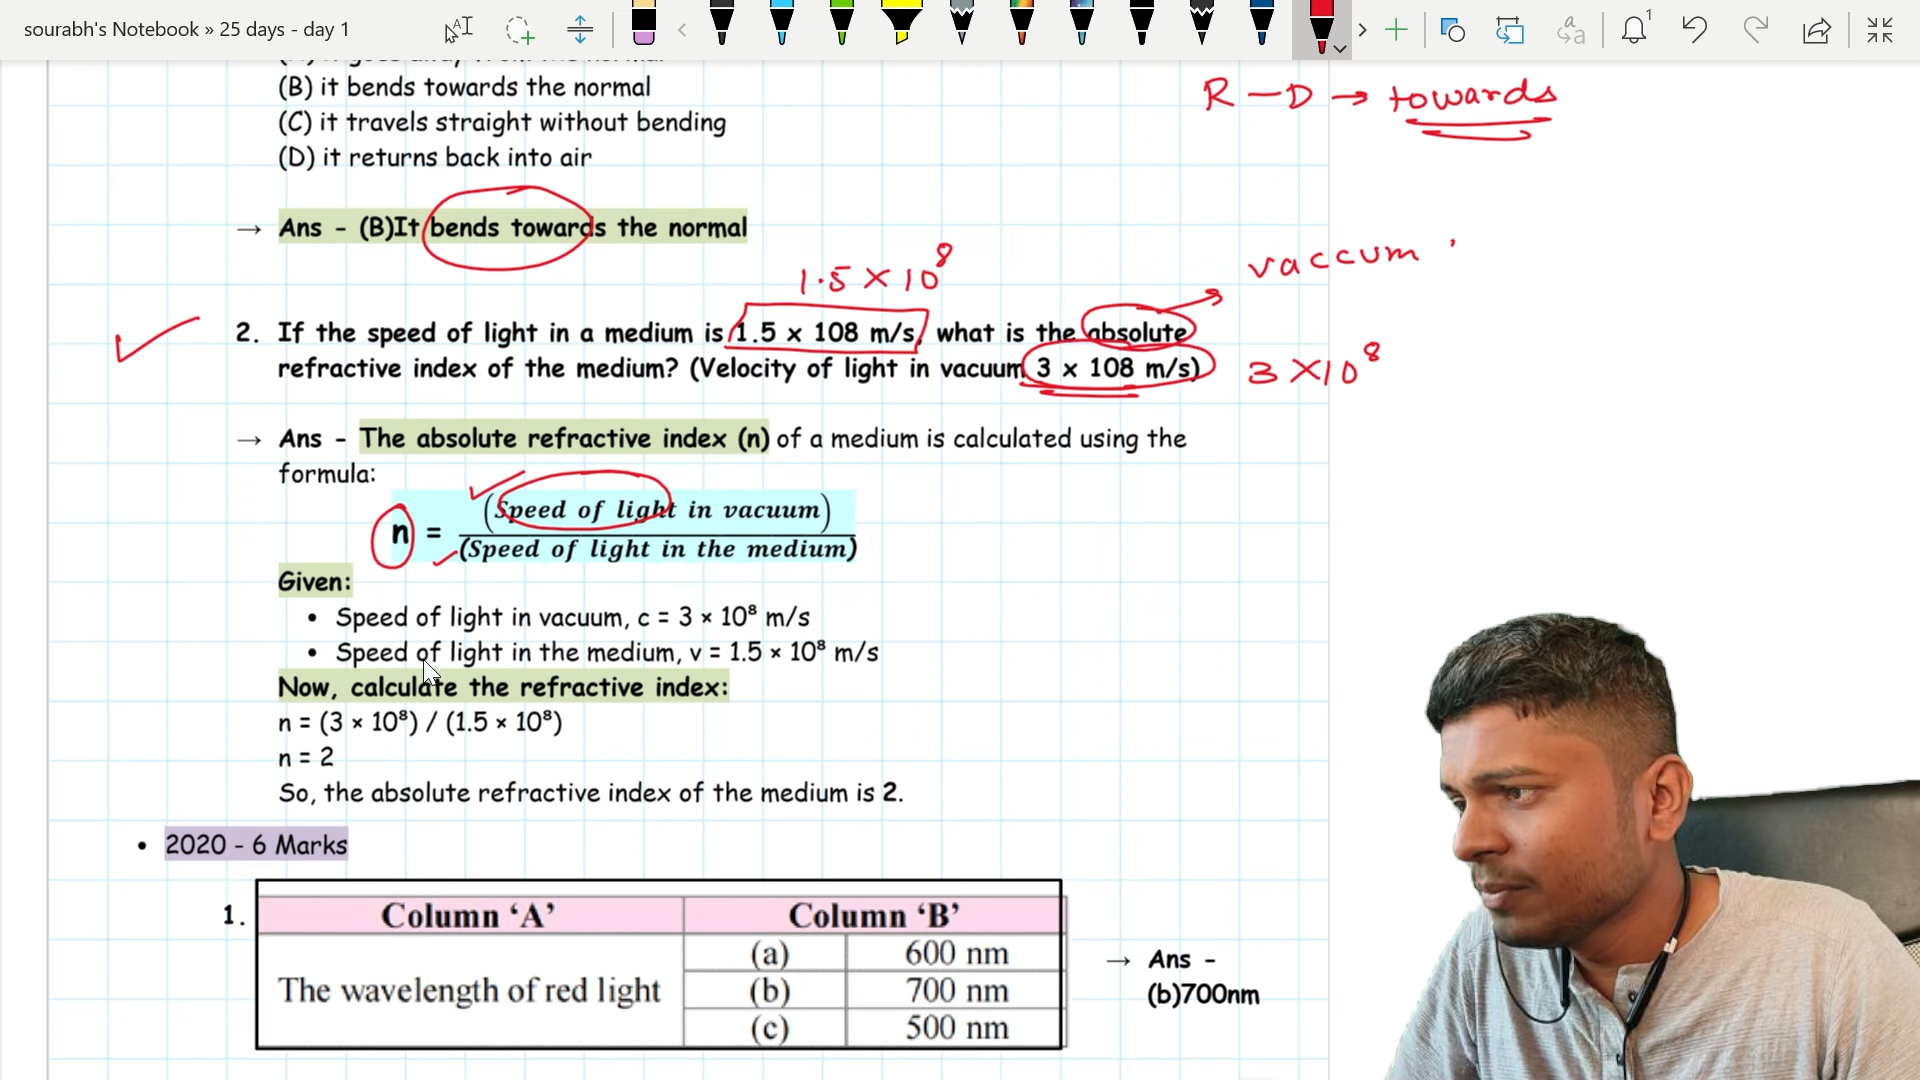 sourabh's Notebook » 25 days - day 1
AI
1
a
(B) it bends towards the normal
R - D → towards
(C) it travels straight without bending
(D) it returns back into air
→ Ans - (B)It bends towards the normal
1.5 × 10⁸
vaccum
2. If the speed of light in a medium is 1.5 x 108 m/s, what is the absolute
refractive index of the medium? (Velocity of light in vacuum 3 x 108 m/s)
3 × 10⁸
→ Ans - The absolute refractive index (n) of a medium is calculated using the
formula:
n = (Speed of light in vacuum)
(Speed of light in the medium)
Given:
• Speed of light in vacuum, c = 3 × 10⁸ m/s
• Speed of light in the medium, v = 1.5 × 10⁸ m/s
Now, calculate the refractive index:
n = (3 × 10⁸) / (1.5 × 10⁸)
n = 2
So, the absolute refractive index of the medium is 2.
• 2020 - 6 Marks
1. Column ‘A’ Column ‘B’
(a) 600 nm
The wavelength of red light (b) 700 nm
(c) 500 nm
→ Ans -
(b)700nm